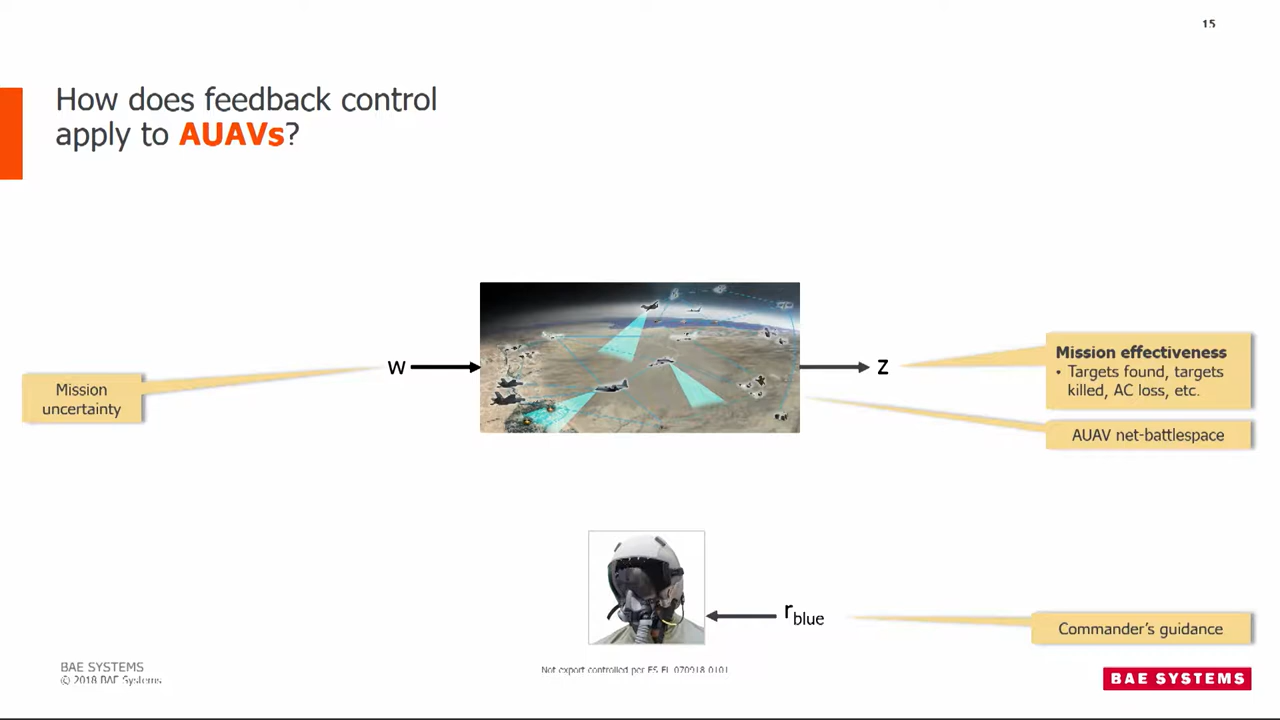 15
How does feedback control
apply to AUAVs?
w
z
Mission
uncertainty
Mission effectiveness
• Targets found, targets
killed, AC loss, etc.
AUAV net-battlespace
r blue
Commander's guidance
BAE SYSTEMS
© 2018 BAE Systems
Not export controlled per ES-FL-070918-0101
BAE SYSTEMS